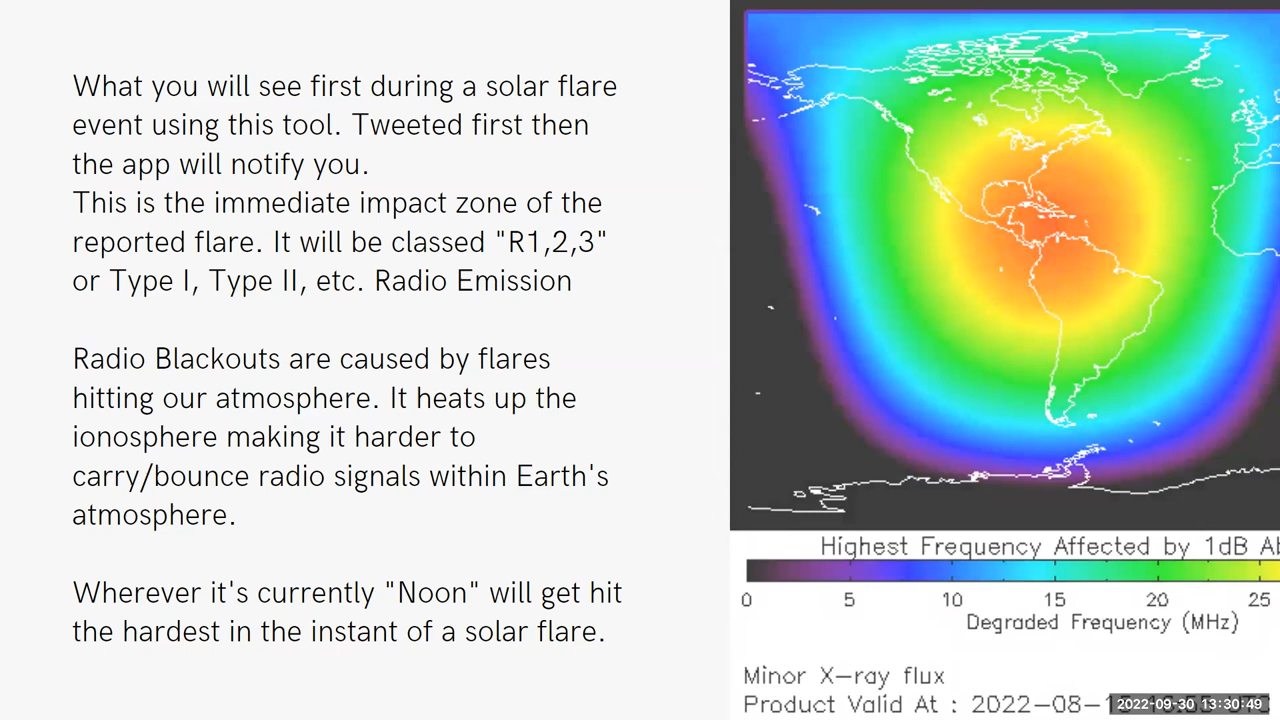 What you will see first during a solar flare
event using this tool. Tweeted first then
the app will notify you.
This is the immediate impact zone of the
reported flare. It will be classed "R1,2,3"
or Type I, Type II, etc. Radio Emission
Radio Blackouts are caused by flares
hitting our atmosphere. It heats up the
ionosphere making it harder to
carry/bounce radio signals within Earth's
atmosphere.
Wherever it's currently "Noon" will get hit
the hardest in the instant of a solar flare.
Highest Frequency Affected by 1dB
0 5 10 15 20 25
Degraded Frequency (MHz)
Minor X-ray flux
Product Valid At : 2022-08-
2022-09-30 13:30:49